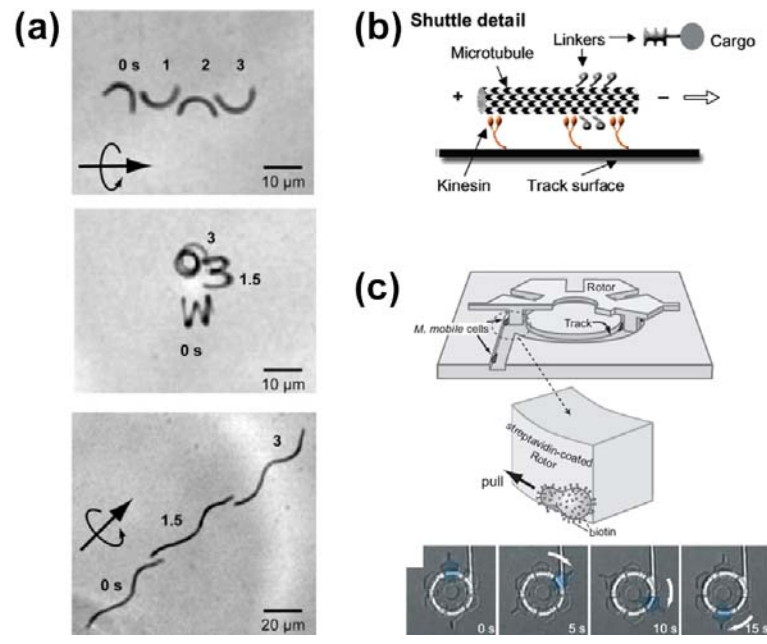 (a)
0 s 1 2 3
10 µm
3
1.5
0 s
10 µm
3
1.5
0 s
20 µm
(b) Shuttle detail
Linkers
Cargo
Microtubule
+ −
Kinesin
Track surface
(c)
Rotor
Track
M. mobile cells
streptavidin-coated
Rotor
pull
biotin
0 s 5 s 10 s 15 s